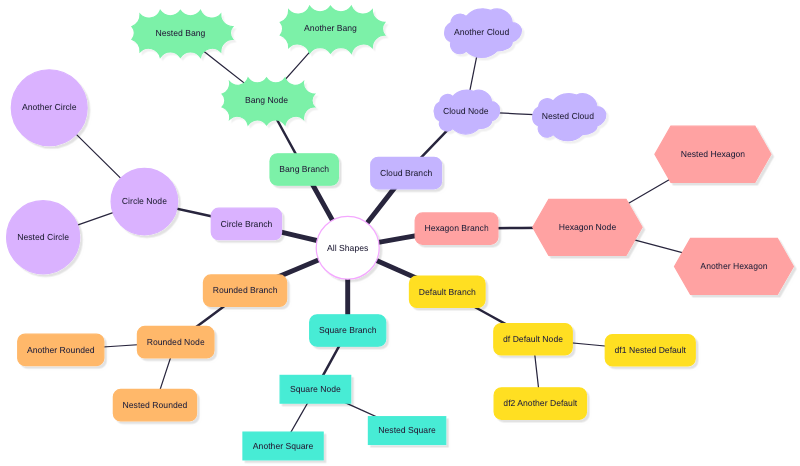 Nested Bang
Another Bang
Another Cloud
Bang Node
Another Circle
Cloud Node
Nested Cloud
Nested Hexagon
Bang Branch
Cloud Branch
Circle Node
Circle Branch
Hexagon Branch
Hexagon Node
Nested Circle
All Shapes
Another Hexagon
Rounded Branch
Default Branch
Square Branch
df Default Node
Rounded Node
Another Rounded
df1 Nested Default
Square Node
Nested Rounded
df2 Another Default
Nested Square
Another Square